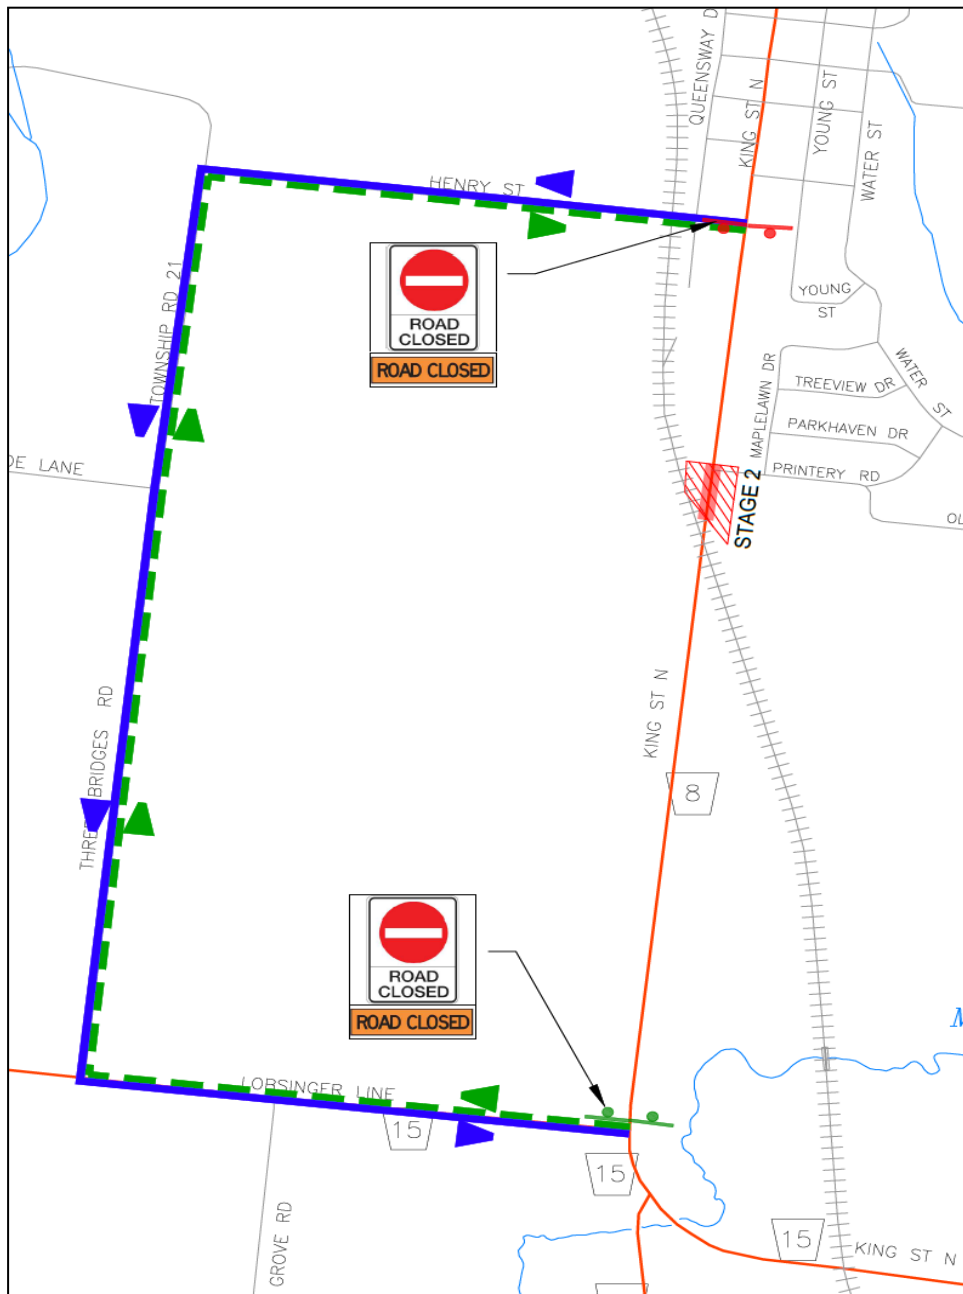 QUEENSWAY D
KING ST N
YOUNG ST
WATER ST
HENRY ST
TOWNSHIP RD 21
ROAD
CLOSED
ROAD CLOSED
YOUNG
ST
WATER ST
MAPLELAWN DR
TREEVIEW DR
PARKHAVEN DR
PRINTERY RD
DE LANE
STAGE 2
OL
KING ST N
THREE BRIDGES RD
8
ROAD
CLOSED
ROAD CLOSED
M
LOBSINGER LINE
15
15
15
GROVE RD
KING ST N